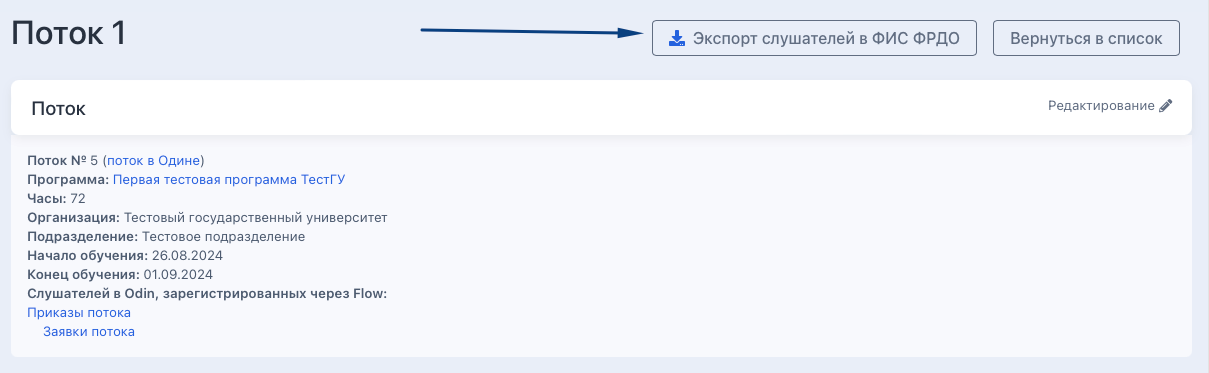 Поток 1
Экспорт слушателей в ФИС ФРДО
Вернуться в список
Поток
Редактирование
Поток № 5 (поток в Одине)
Программа: Первая тестовая программа ТестГУ
Часы: 72
Организация: Тестовый государственный университет
Подразделение: Тестовое подразделение
Начало обучения: 26.08.2024
Конец обучения: 01.09.2024
Слушателей в Odin, зарегистрированных через Flow:
Приказы потока
Заявки потока